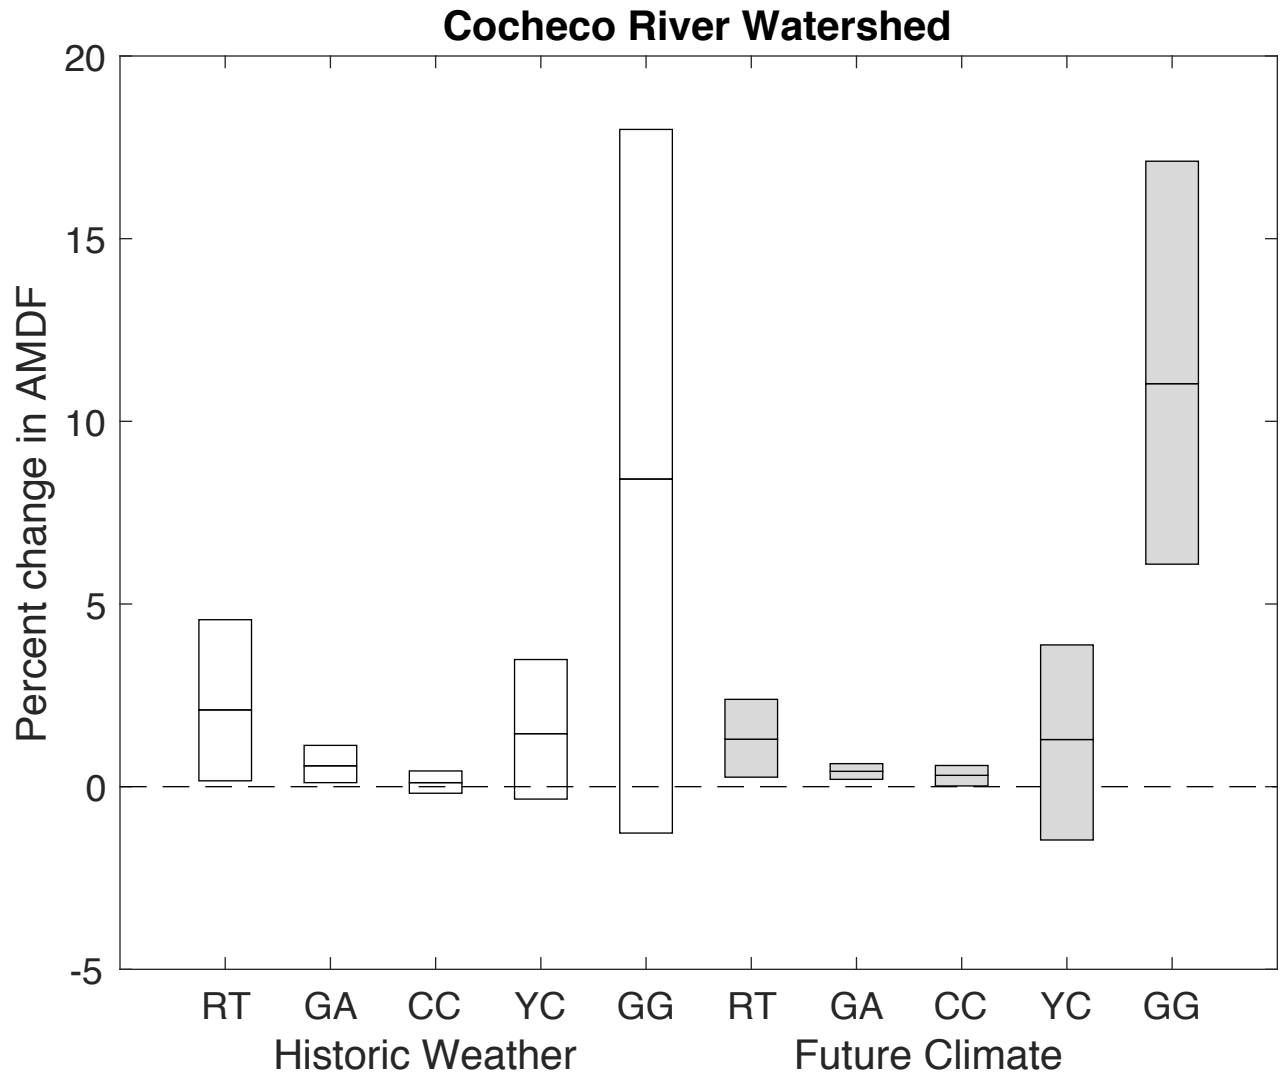 Cocheco River Watershed
Percent change in AMDF
20
15
10
5
0
-5
RT GA CC YC GG RT GA CC YC GG
Historic Weather Future Climate